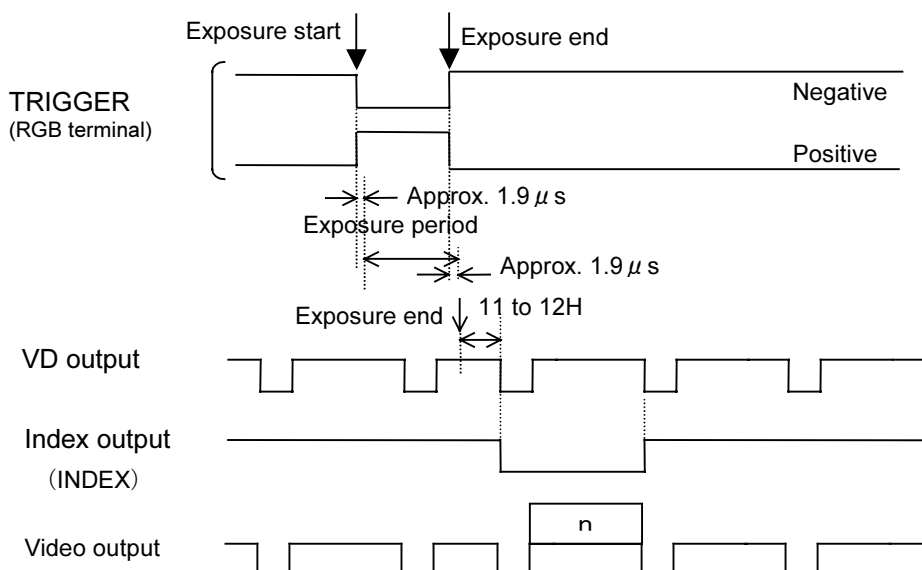 Exposure start
Exposure end
TRIGGER
(RGB terminal)
Negative
Positive
Approx. 1.9 μ s
Exposure period
Approx. 1.9 μ s
Exposure end
11 to 12H
VD output
Index output
（INDEX）
n
Video output